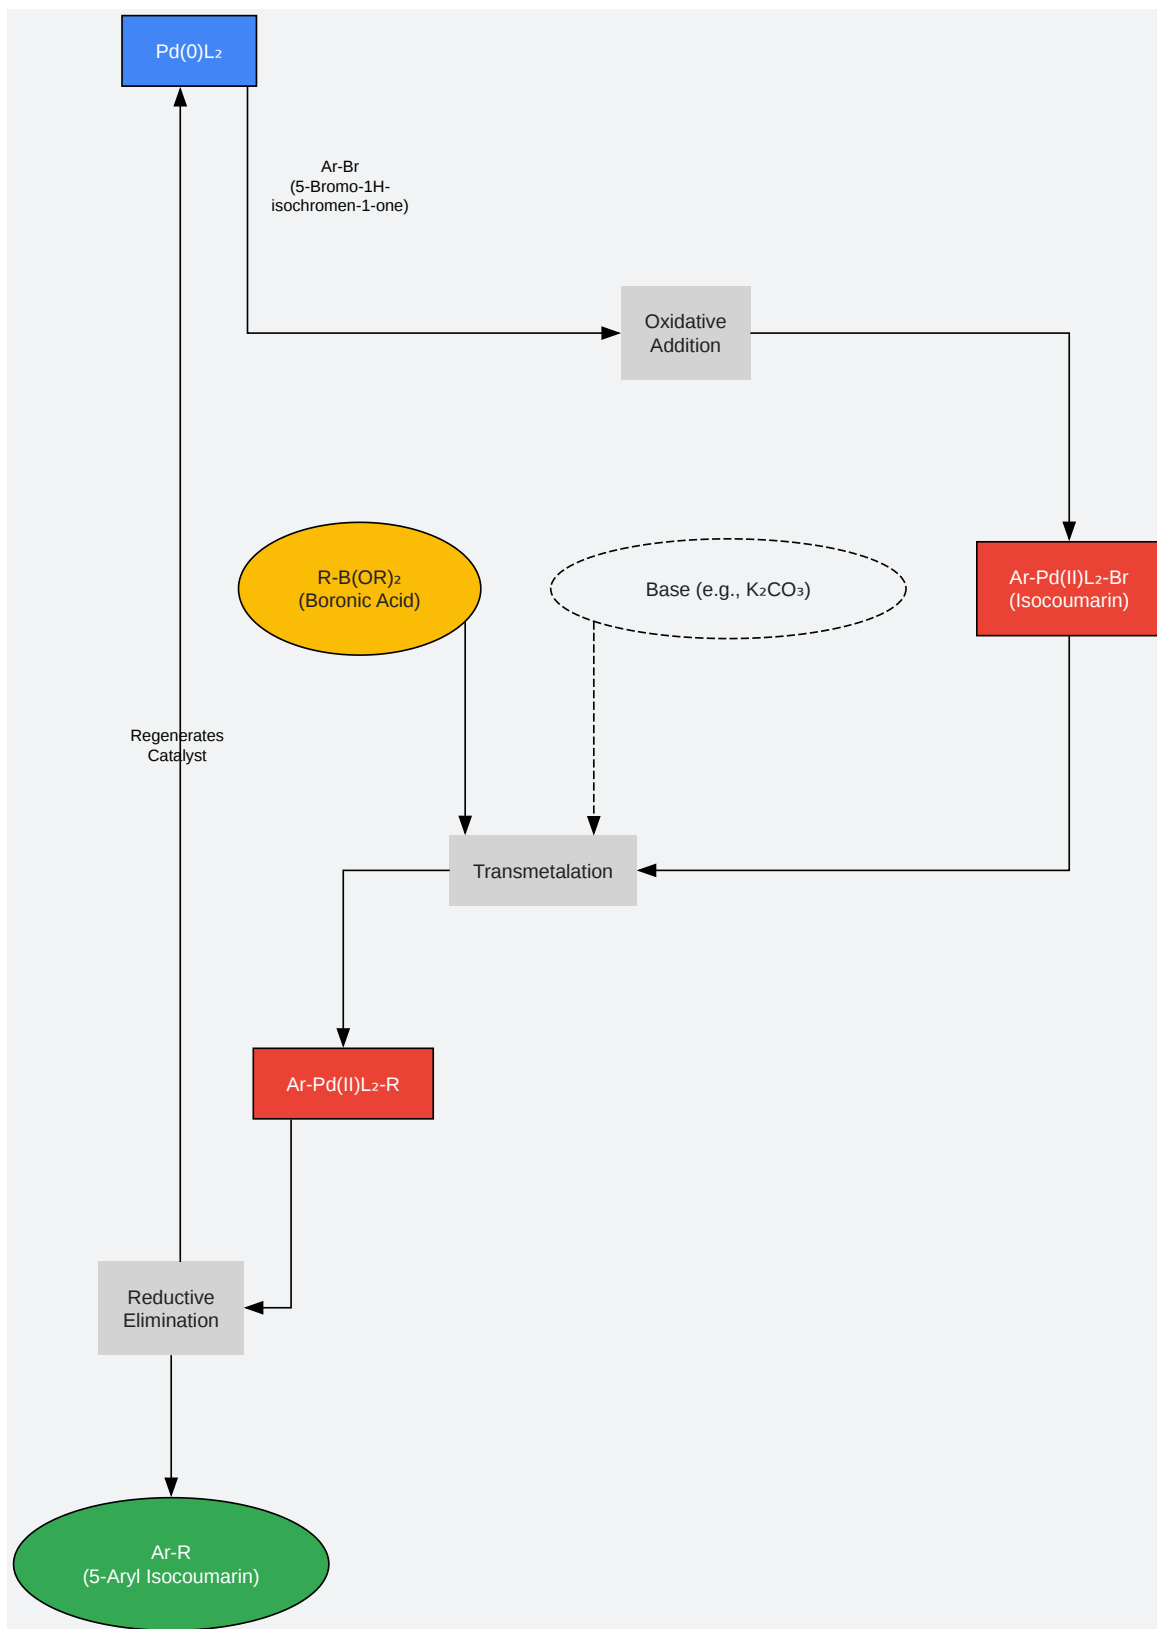 Pd(0)L₂
Ar-Br
(5-Bromo-1H-
isochromen-1-one)
Oxidative
Addition
R-B(OR)₂
(Boronic Acid)
Base (e.g., K₂CO₃)
Ar-Pd(II)L₂-Br
(Isocoumarin)
Regenerates
Catalyst
Transmetalation
Ar-Pd(II)L₂-R
Reductive
Elimination
Ar-R
(5-Aryl Isocoumarin)